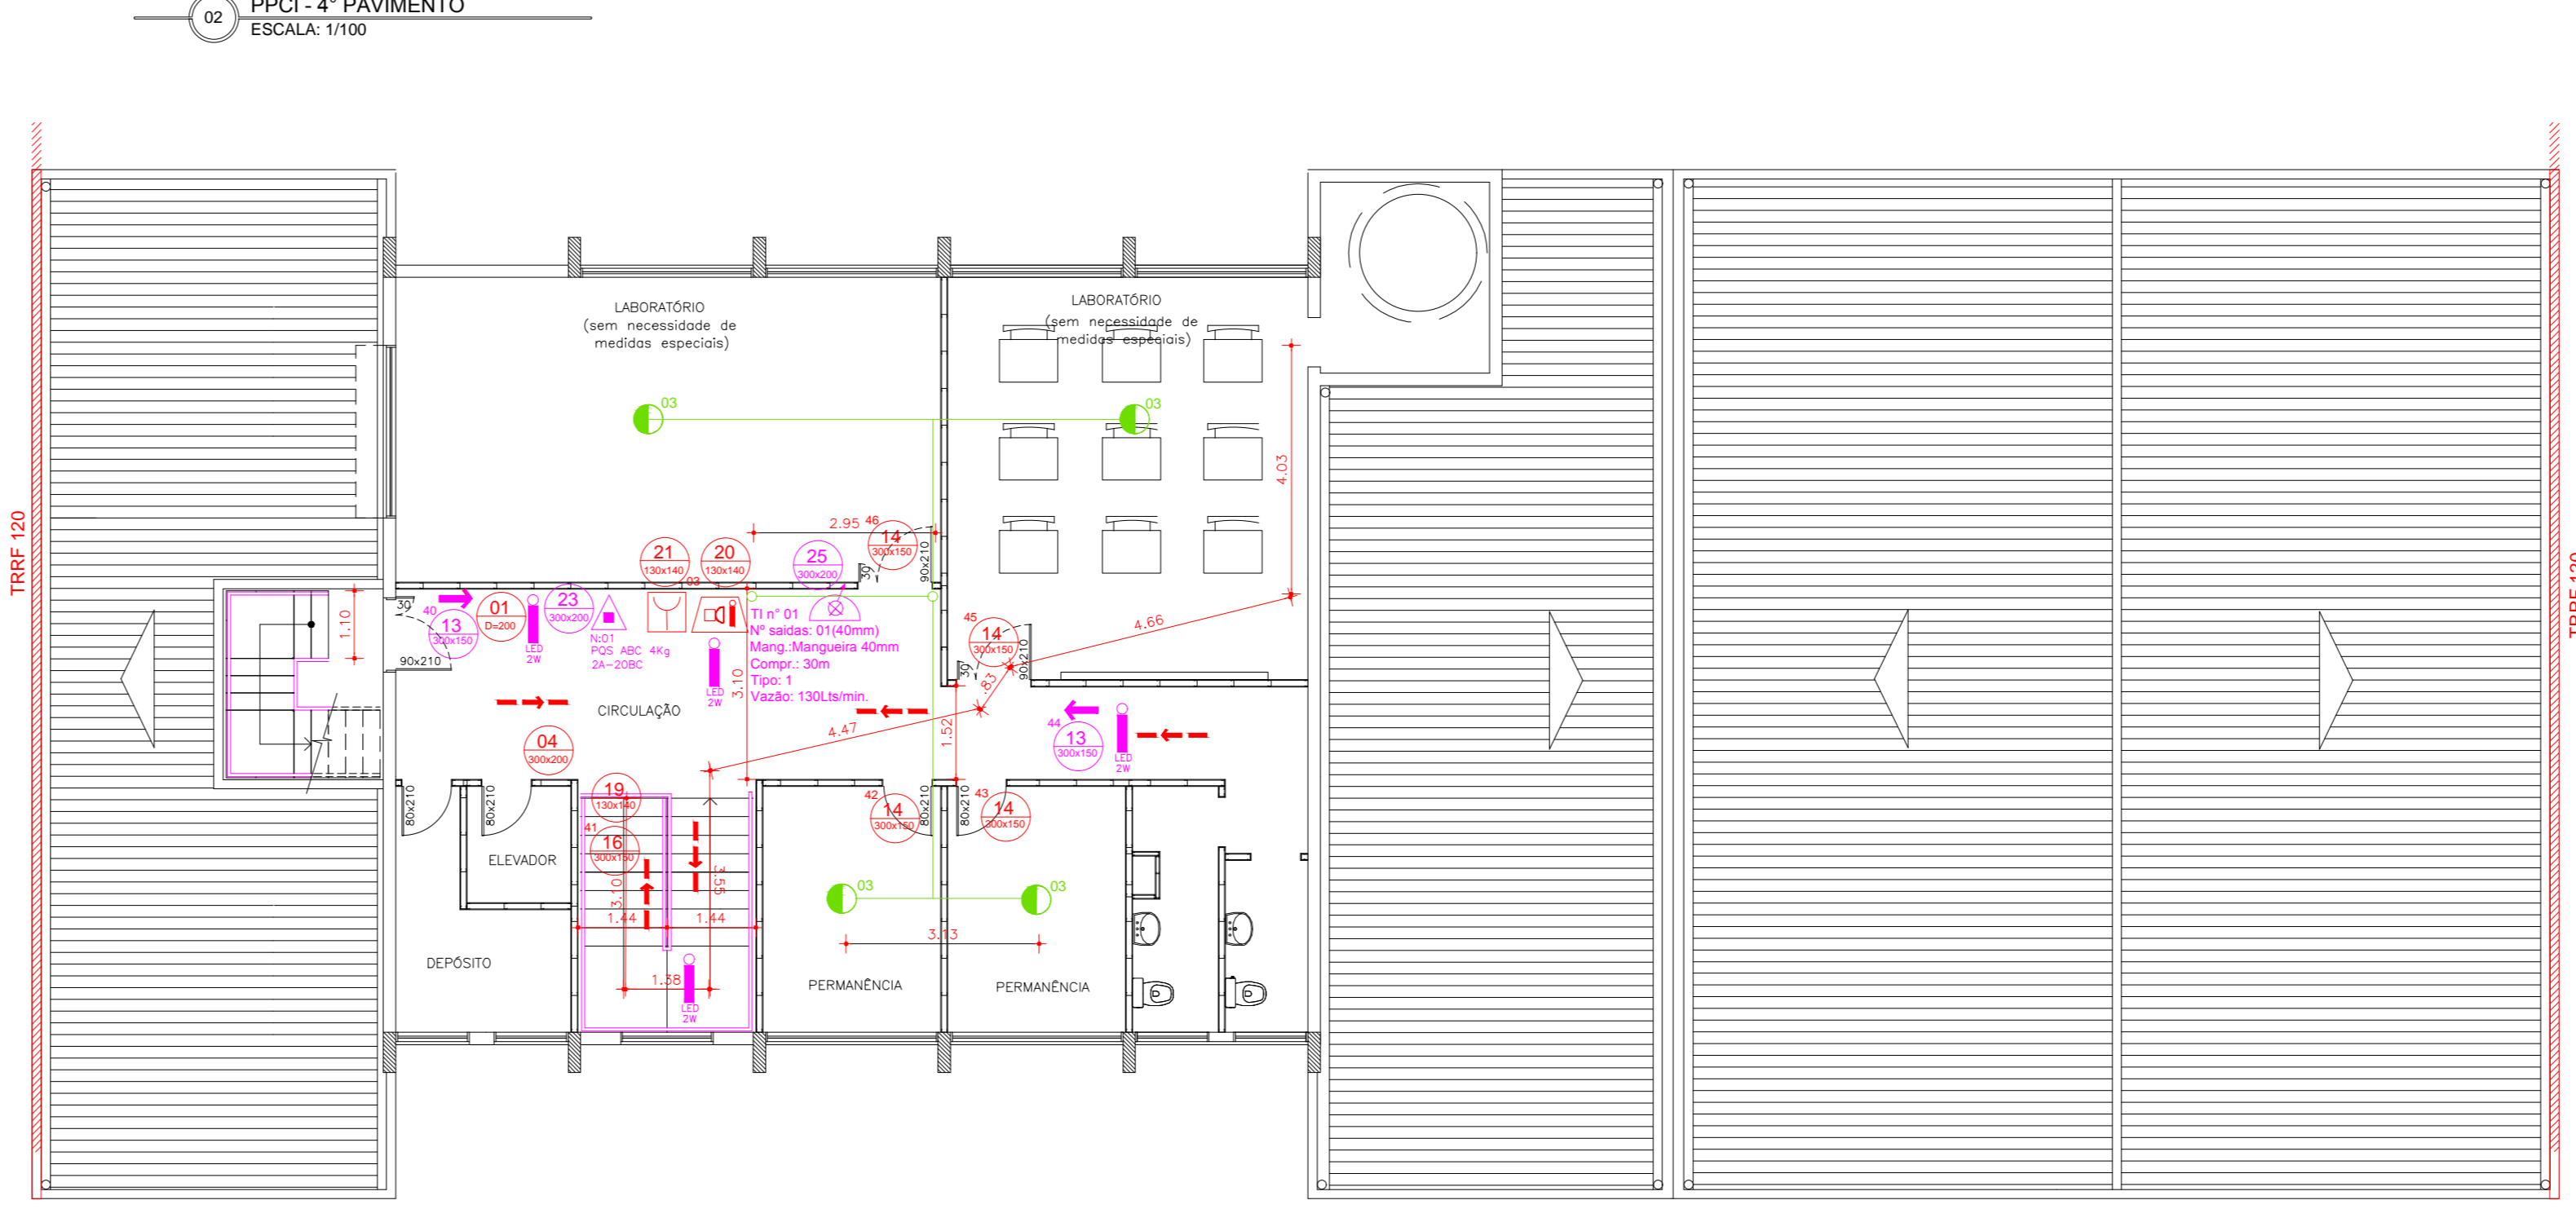 02
PPCI - 4° PAVIMENTO
ESCALA: 1/100
TRRF 120
TRRF 120
LABORATÓRIO
(sem necessidade de
medidas especiais)
LABORATÓRIO
(sem necessidade de
medidas especiais)
03
03
4.03
2.95
46
14
300x150
30
90x210
21
130x140
20
130x140
25
300x200
03
1.10
30
40
13
300x150
90x210
01
D=200
LED
2W
23
300x200
N:01
PQS ABC 4Kg
2A-20BC
LED
2W
TI n° 01
Nº saidas: 01(40mm)
Mang.:Mangueira 40mm
Compr.: 30m
Tipo: 1
Vazão: 130Lts/min.
3.10
45
14
300x150
30
90x210
4.66
.83
4.47
1.52
44
13
300x150
LED
2W
CIRCULAÇÃO
04
300x200
80x210
80x210
19
130x140
41
16
300x150
42
14
300x150
80x210
80x210
43
14
300x150
ELEVADOR
3.10
3.55
1.44
1.44
1.38
LED
2W
03
03
3.13
DEPÓSITO
PERMANÊNCIA
PERMANÊNCIA